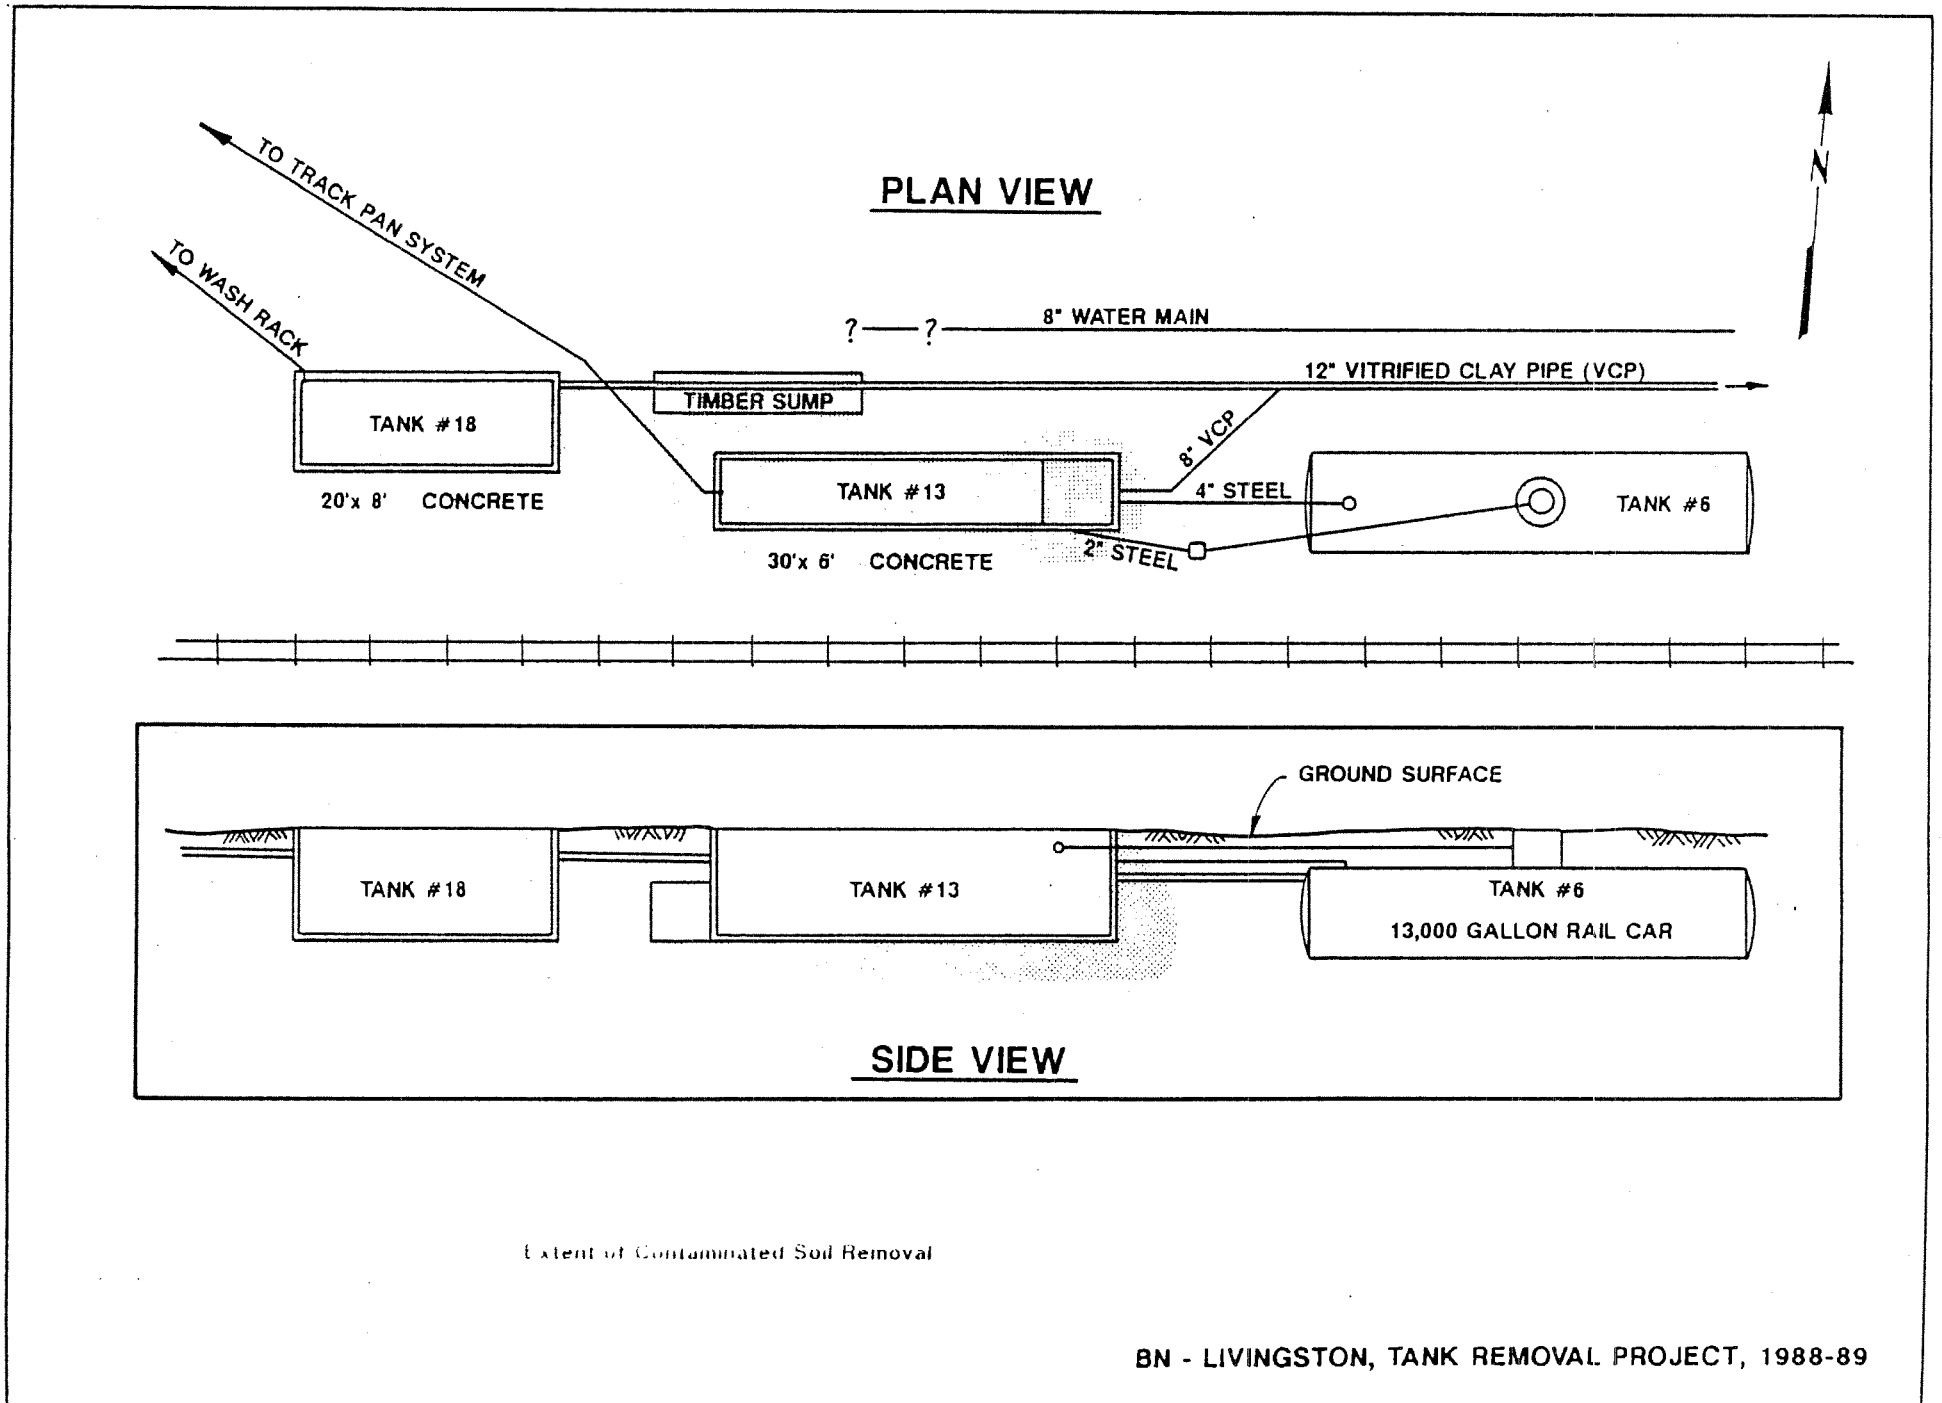 PLAN VIEW
N
TO TRACK PAN SYSTEM
TO WASH RACK
? ?
8" WATER MAIN
12" VITRIFIED CLAY PIPE (VCP)
TIMBER SUMP
TANK #18
8" VCP
TANK #13
4" STEEL
TANK #6
20'x 8' CONCRETE
2" STEEL
30'x 6' CONCRETE
GROUND SURFACE
TANK #18
TANK #13
TANK #6
13,000 GALLON RAIL CAR
SIDE VIEW
Extent of Contaminated Soil Removal
BN - LIVINGSTON, TANK REMOVAL PROJECT, 1988-89